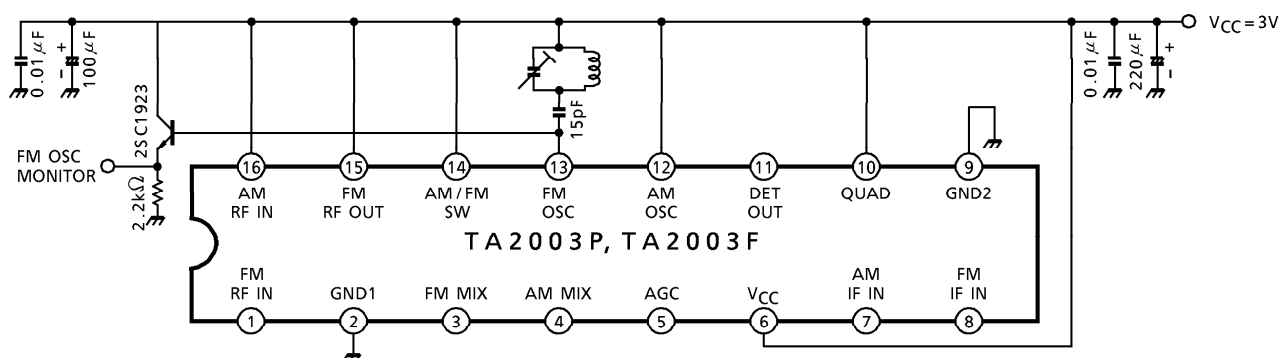 VCC=3V
0.01μF
100μF
+
-
2SC1923
15pF
0.01μF
220μF
+
-
FM OSC
MONITOR
2.2kΩ
16 15 14 13 12 11 10 9
AM
RF IN
FM
RF OUT
AM/FM
SW
FM
OSC
AM
OSC
DET
OUT
QUAD
GND2
TA2003P, TA2003F
FM
RF IN
GND1
FM MIX
AM MIX
AGC
VCC
AM
IF IN
FM
IF IN
1 2 3 4 5 6 7 8